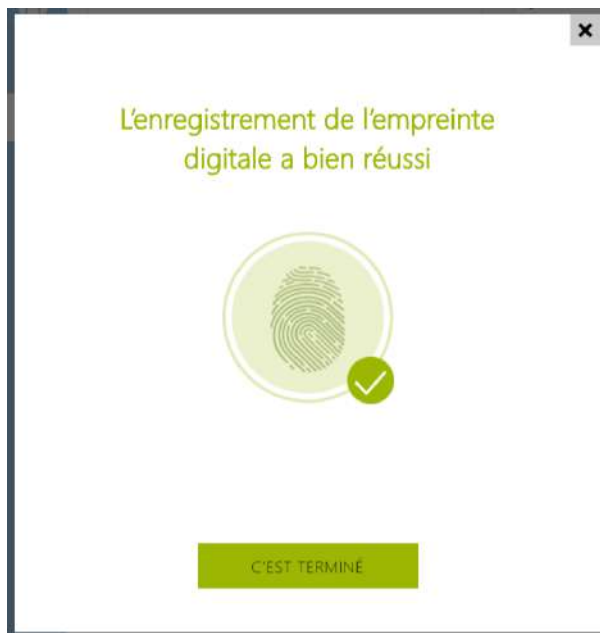 L'enregistrement de l'empreinte
digitale a bien réussi
C'EST TERMINÉ